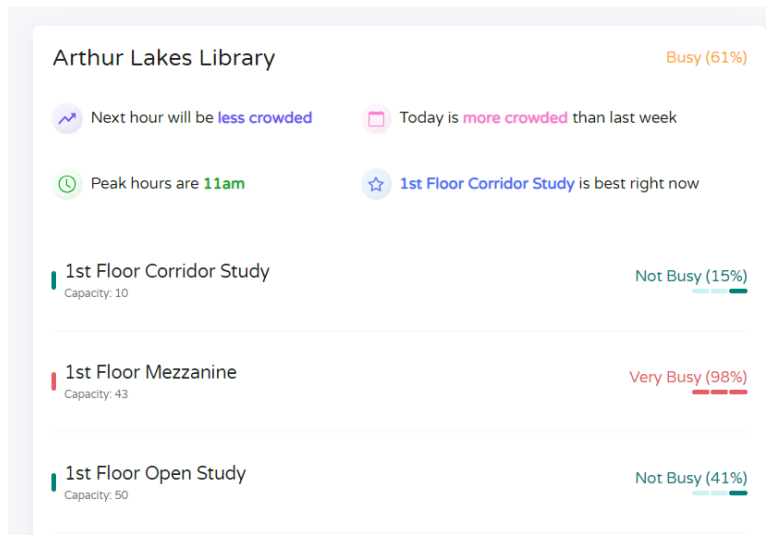 Arthur Lakes Library
Busy (61%)
Next hour will be less crowded
Today is more crowded than last week
Peak hours are 11am
1st Floor Corridor Study is best right now
1st Floor Corridor Study
Not Busy (15%)
Capacity: 10
1st Floor Mezzanine
Very Busy (98%)
Capacity: 43
1st Floor Open Study
Not Busy (41%)
Capacity: 50